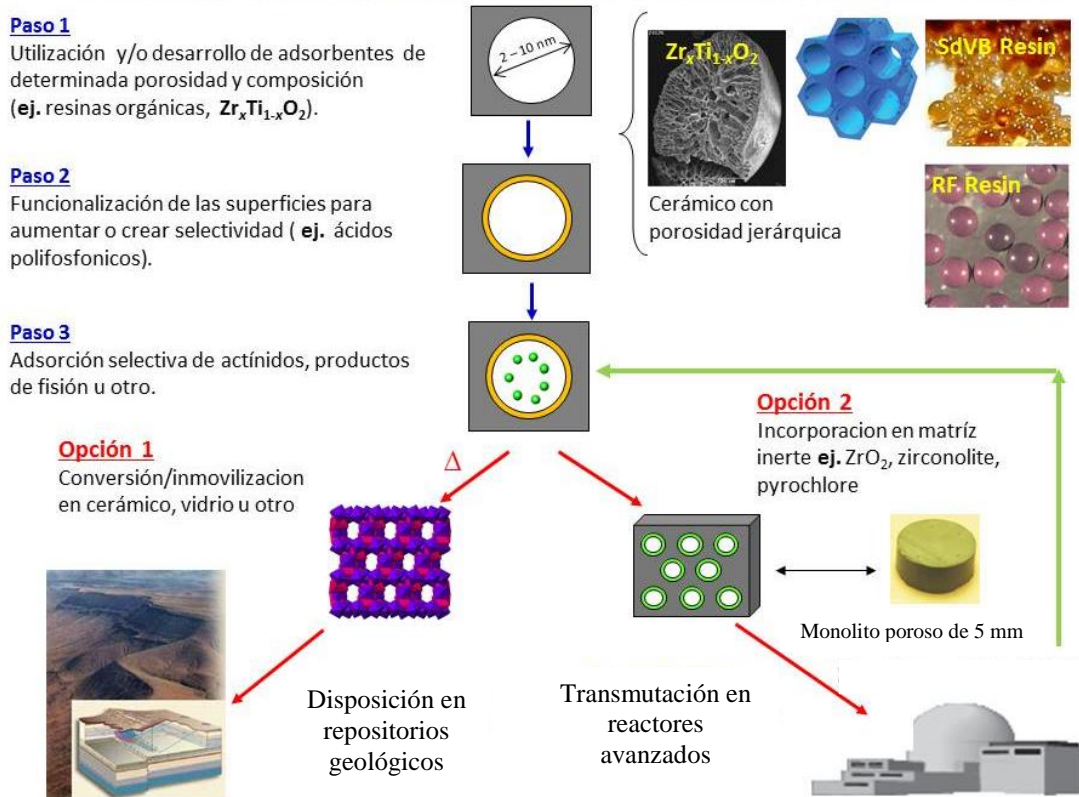 Paso 1
Utilización y/o desarrollo de adsorbentes de
determinada porosidad y composición
(ej. resinas orgánicas, ZrxTi1-xO2).
2 – 10 nm
ZrxTi1-xO2
SdVB Resin
RF Resin
Cerámico con
porosidad jerárquica
Paso 2
Funcionalización de las superficies para
aumentar o crear selectividad ( ej. ácidos
polifosfonicos).
Paso 3
Adsorción selectiva de actínidos, productos
de fisión u otro.
Opción 1
Conversión/inmovilizacion
en cerámico, vidrio u otro
Δ
Opción 2
Incorporacion en matríz
inerte ej. ZrO2, zirconolite,
pyrochlore
Monolito poroso de 5 mm
Disposición en
repositorios
geológicos
Transmutación en
reactores
avanzados